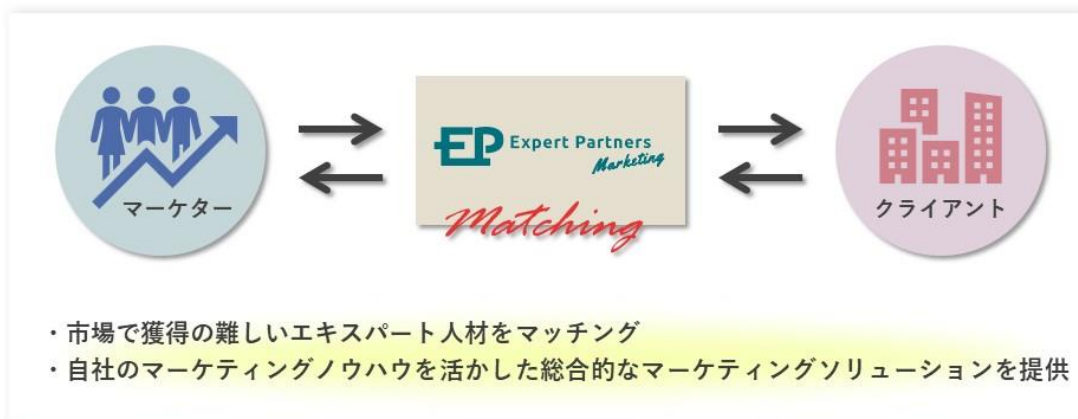 マーケター
EP Expert Partners
Marketing
Matching
クライアント
・市場で獲得の難しいエキスパート人材をマッチング
・自社のマーケティングノウハウを活かした総合的なマーケティングソリューションを提供